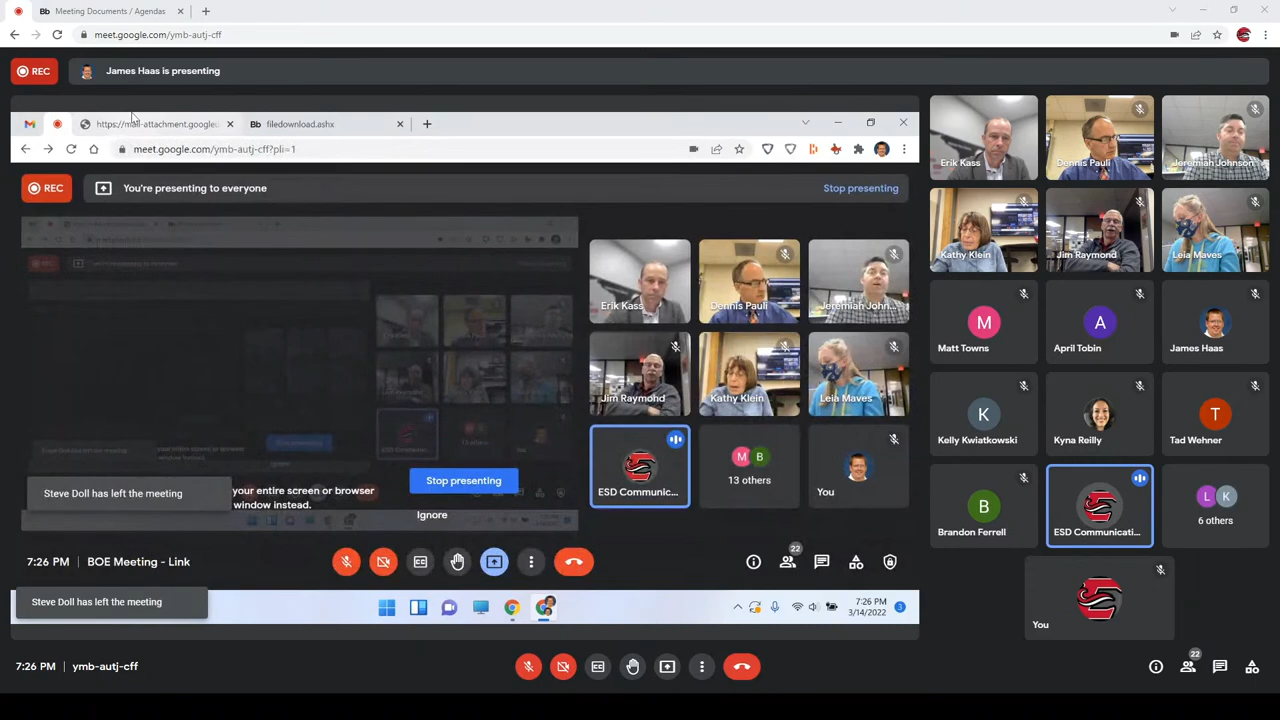 Bb Meeting Documents / Agendas
meet.google.com/ymb-autj-cff
REC
James Haas is presenting
https://mail-attachment.googleu
Bb filedownload.ashx
meet.google.com/ymb-autj-cff?pli=1
REC
You're presenting to everyone
Stop presenting
Erik Kass
Dennis Pauli
Jeremiah John...
Jim Raymond
Kathy Klein
Leia Maves
ESD Communic...
M B
13 others
You
Steve Doll has left the meeting
your entire screen or browser
window instead.
Stop presenting
Ignore
7:26 PM | BOE Meeting - Link
22
7:26 PM
3/14/2022
3
Steve Doll has left the meeting
Erik Kass
Dennis Pauli
Jeremiah Johnson
Kathy Klein
Jim Raymond
Leia Maves
M
Matt Towns
A
April Tobin
James Haas
K
Kelly Kwiatkowski
Kyna Reilly
T
Tad Wehner
B
Brandon Ferrell
ESD Communicati...
L K
6 others
You
7:26 PM | ymb-autj-cff
22